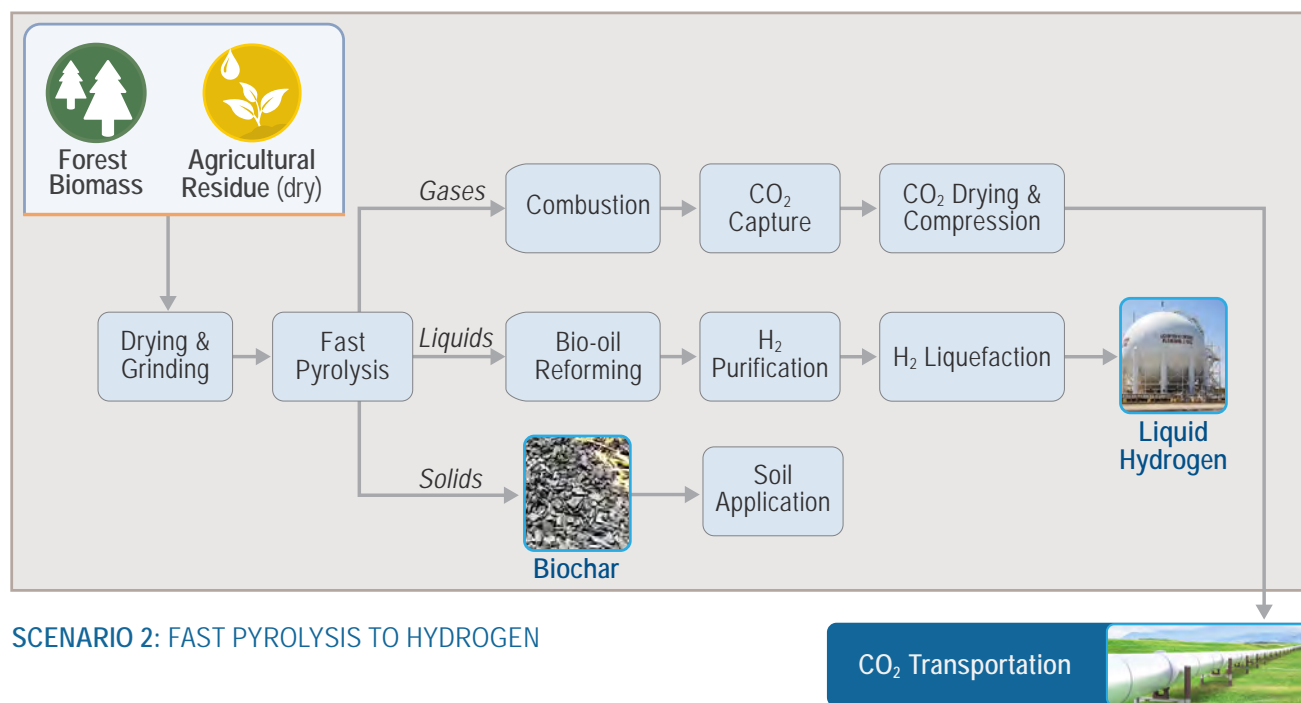 Forest
Biomass
Agricultural
Residue (dry)
Gases
Combustion
CO₂
Capture
CO₂ Drying &
Compression
Drying &
Grinding
Fast
Pyrolysis
Liquids
Bio-oil
Reforming
H₂
Purification
H₂ Liquefaction
Liquid
Hydrogen
Solids
Biochar
Soil
Application
SCENARIO 2: FAST PYROLYSIS TO HYDROGEN
CO₂ Transportation